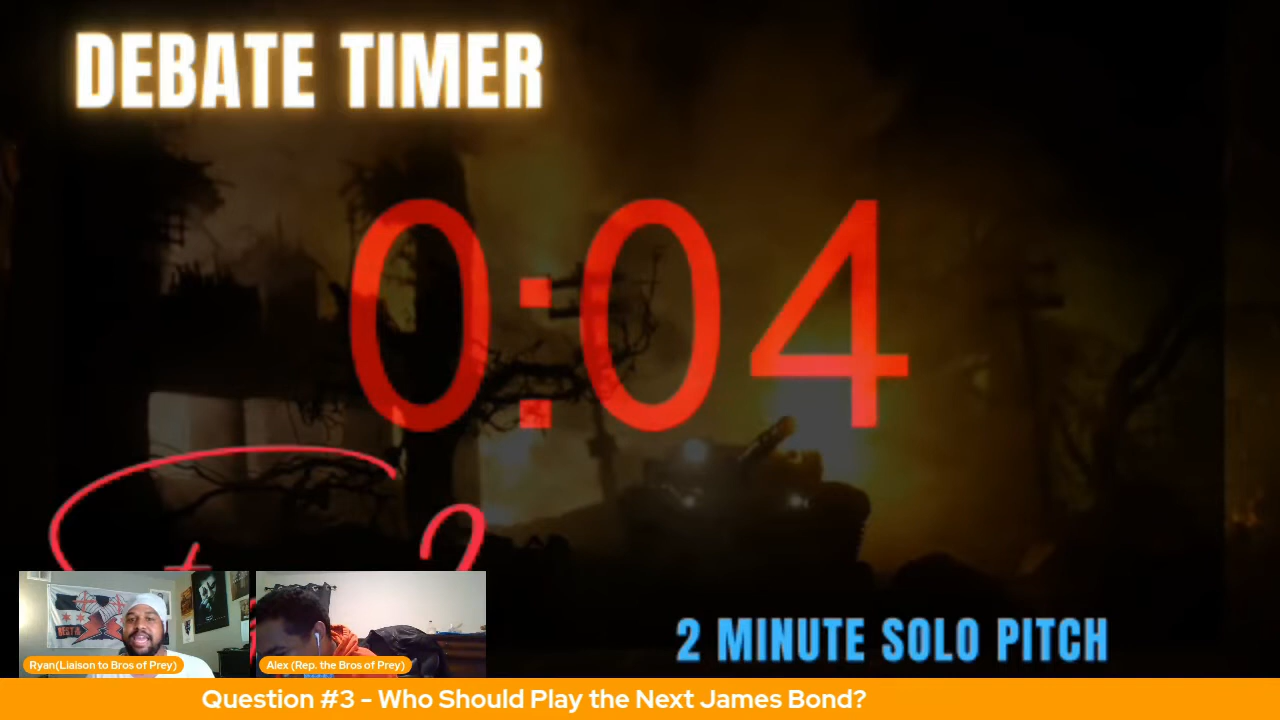 DEBATE TIMER
0:04
2 MINUTE SOLO PITCH
Ryan(Liaison to Bros of Prey)
Alex (Rep. the Bros of Prey)
Question #3 - Who Should Play the Next James Bond?